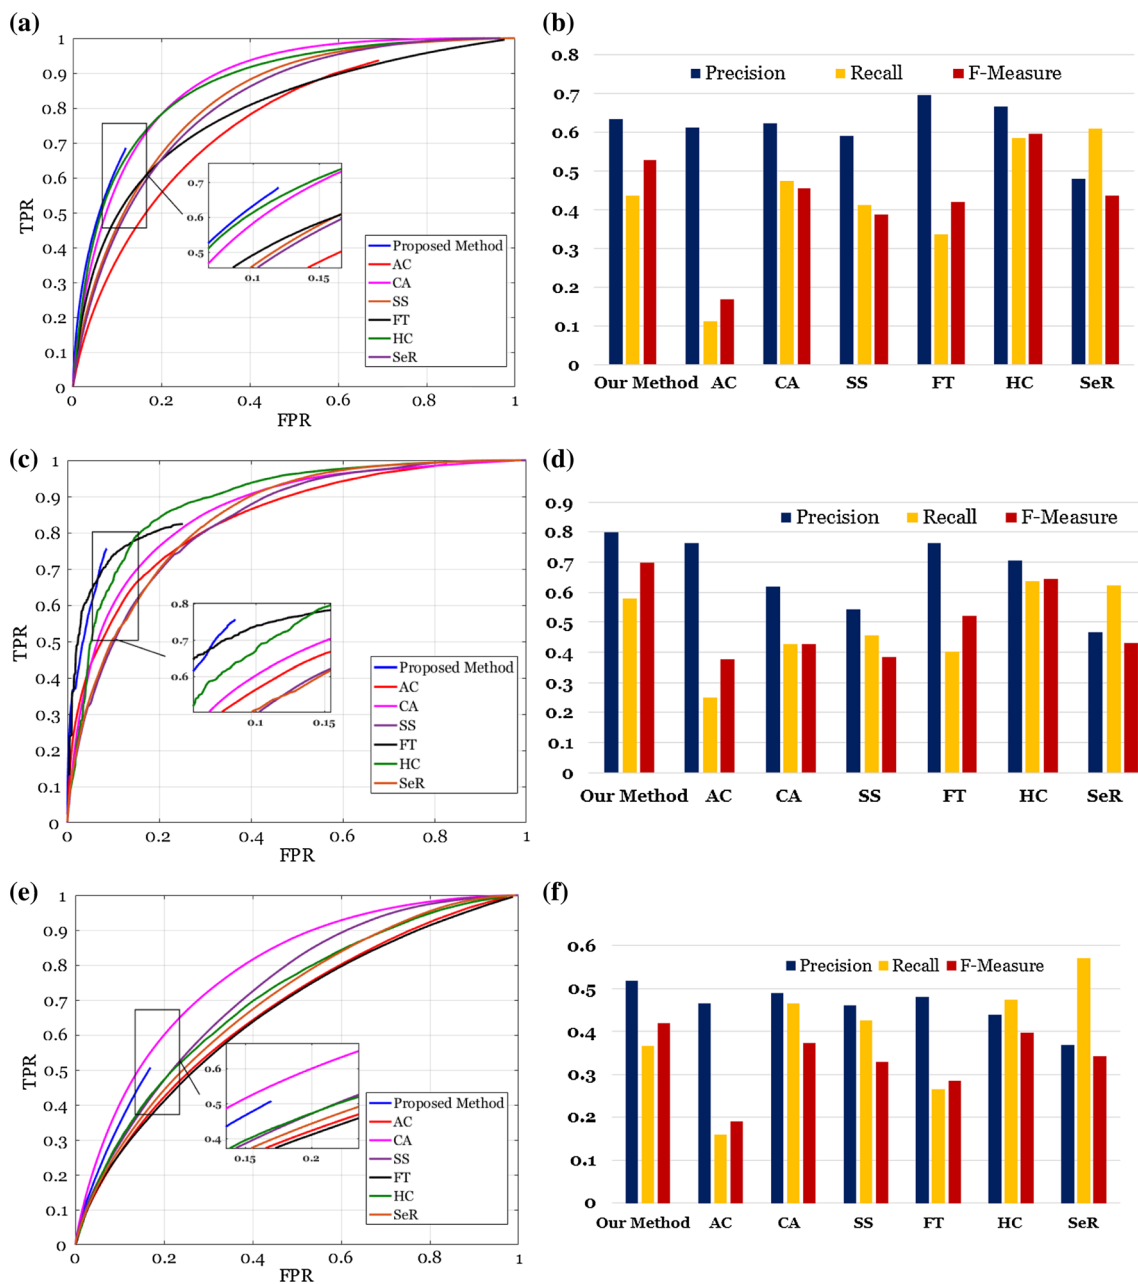 (a)
1
0.9
0.8
0.7
0.6
0.5
0.4
0.3
0.2
0.1
0
TPR
0.7
0.6
0.5
0.1 0.15
Proposed Method
AC
CA
SS
FT
HC
SeR
0 0.2 0.4 0.6 0.8 1
FPR
(b)
0.8
0.7
0.6
0.5
0.4
0.3
0.2
0.1
0
Precision Recall F-Measure
Our Method AC CA SS FT HC SeR
(c)
1
0.9
0.8
0.7
0.6
0.5
0.4
0.3
0.2
0.1
0
TPR
0.8
0.7
0.6
0.1 0.15
Proposed Method
AC
CA
SS
FT
HC
SeR
0 0.2 0.4 0.6 0.8 1
FPR
(d)
0.9
0.8
0.7
0.6
0.5
0.4
0.3
0.2
0.1
0
Precision Recall F-Measure
Our Method AC CA SS FT HC SeR
(e)
1
0.9
0.8
0.7
0.6
0.5
0.4
0.3
0.2
0.1
0
TPR
0.6
0.5
0.4
0.15 0.2
Proposed Method
AC
CA
SS
FT
HC
SeR
0 0.2 0.4 0.6 0.8 1
FPR
(f)
0.6
0.5
0.4
0.3
0.2
0.1
0
Precision Recall F-Measure
Our Method AC CA SS FT HC SeR